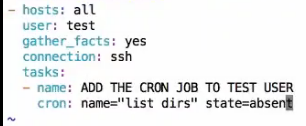 - hosts: all
  user: test
  gather_facts: yes
  connection: ssh
  tasks:
  - name: ADD THE CRON JOB TO TEST USER
    cron: name="list dirs" state=absent
~